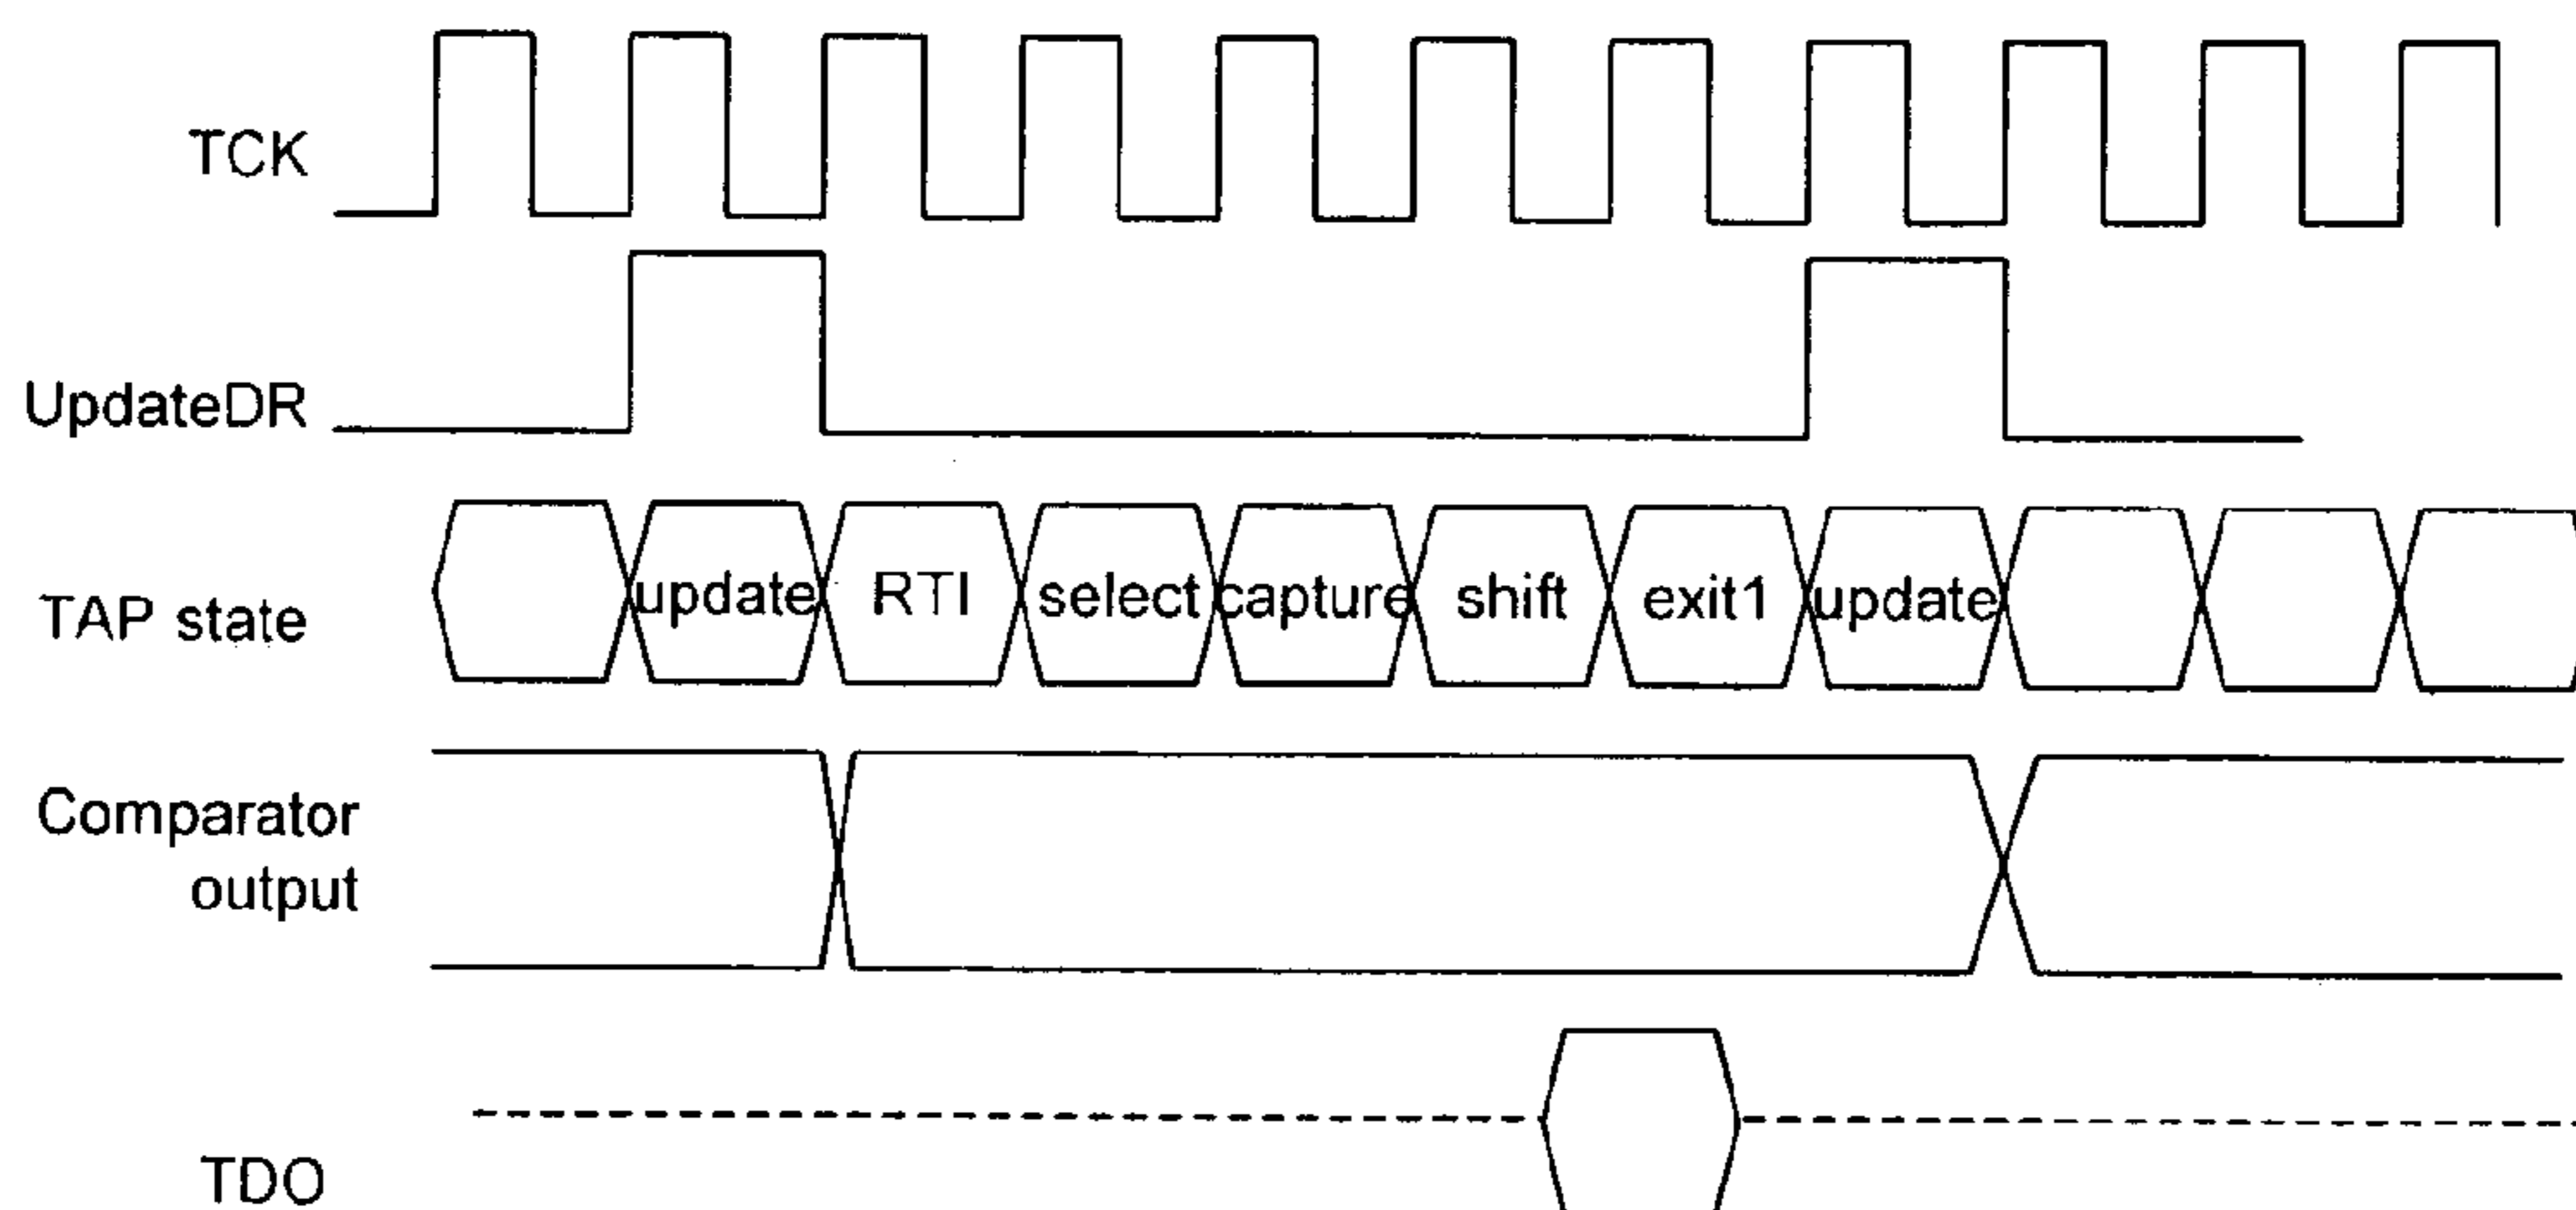 TCK
UpdateDR
TAP state
update RTI select capture shift exit1 update
Comparator
output
TDO